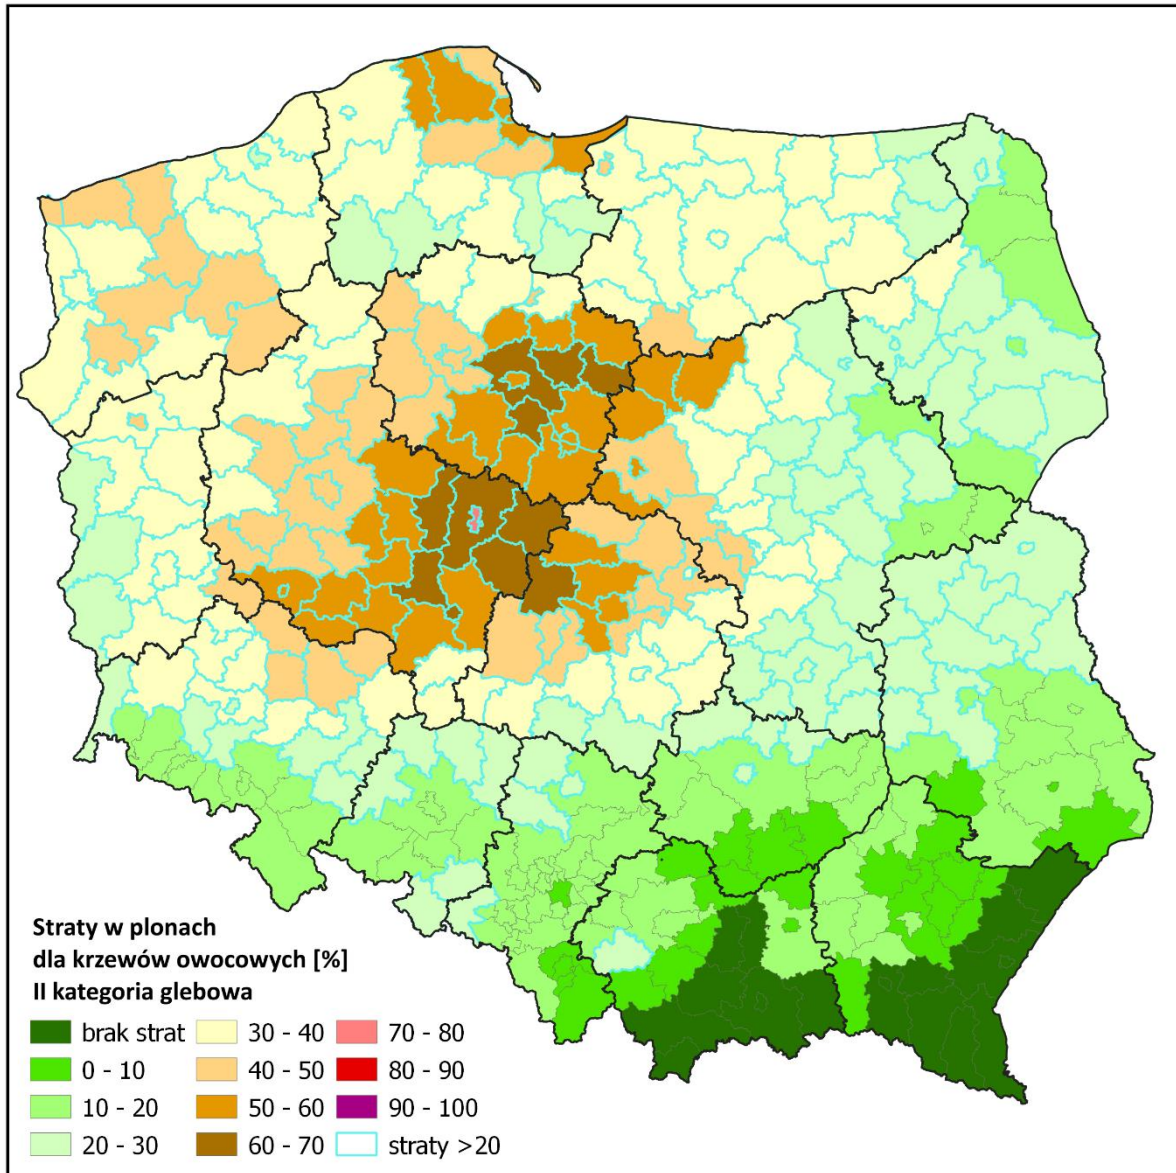 Straty w plonach
dla krzewów owocowych [%]
II kategoria glebowa
brak strat
0 - 10
10 - 20
20 - 30
30 - 40
40 - 50
50 - 60
60 - 70
70 - 80
80 - 90
90 - 100
straty >20